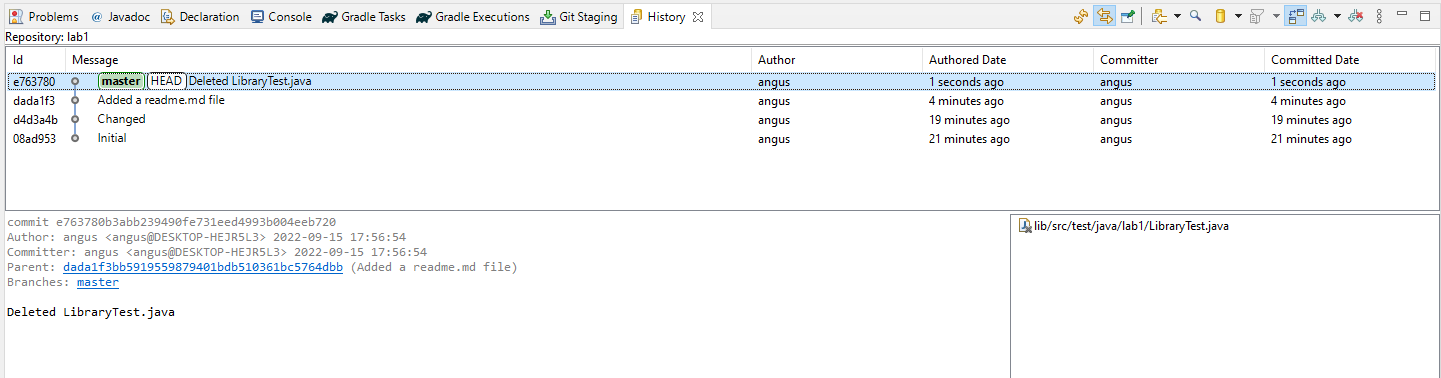 Problems @ Javadoc Declaration Console Gradle Tasks Gradle Executions Git Staging History
Repository: lab1
Id Message Author Authored Date Committer Committed Date
e763780 master HEAD Deleted LibraryTest.java angus 1 seconds ago angus 1 seconds ago
dada1f3 Added a readme.md file angus 4 minutes ago angus 4 minutes ago
d4d3a4b Changed angus 19 minutes ago angus 19 minutes ago
08ad953 Initial angus 21 minutes ago angus 21 minutes ago
commit e763780b3abb239490fe731eed4993b004eeb720
Author: angus <angus@DESKTOP-HEJR5L3> 2022-09-15 17:56:54
Committer: angus <angus@DESKTOP-HEJR5L3> 2022-09-15 17:56:54
Parent: dada1f3bb5919559879401bdb510361bc5764dbb (Added a readme.md file)
Branches: master
Deleted LibraryTest.java
lib/src/test/java/lab1/LibraryTest.java